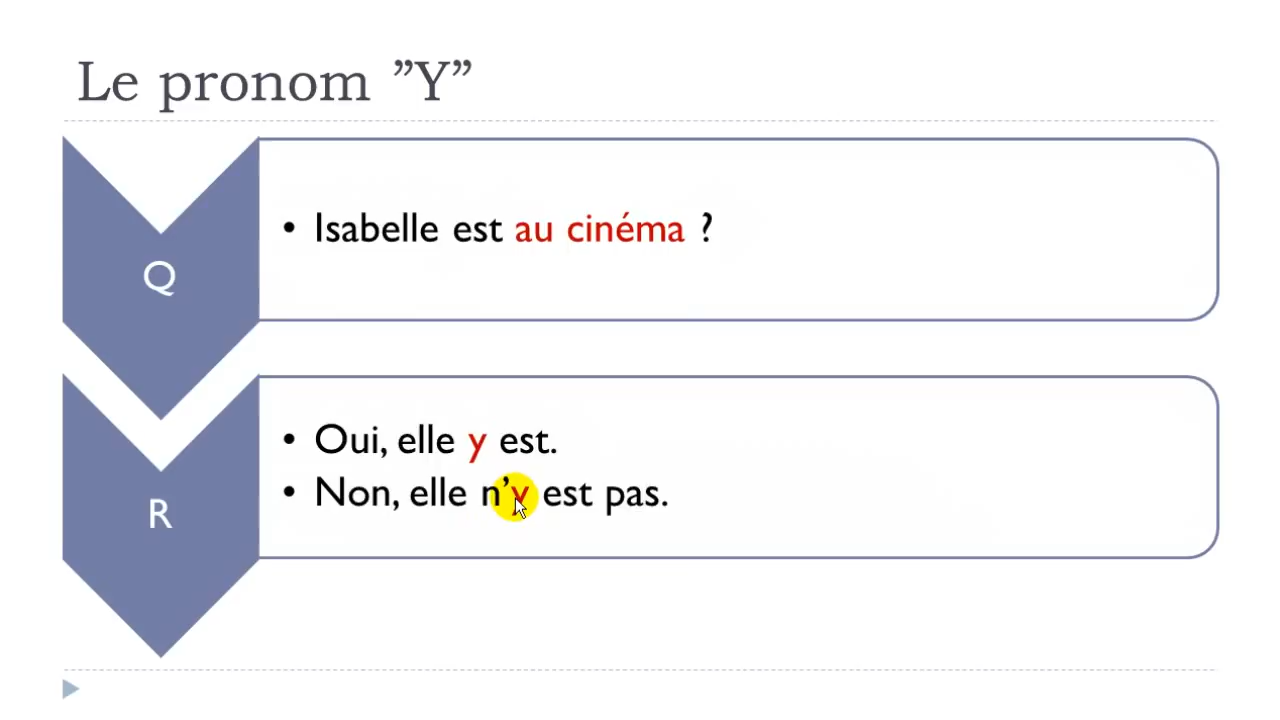 Le pronom ”Y”
Q
• Isabelle est au cinéma ?
R
• Oui, elle y est.
• Non, elle n’y est pas.